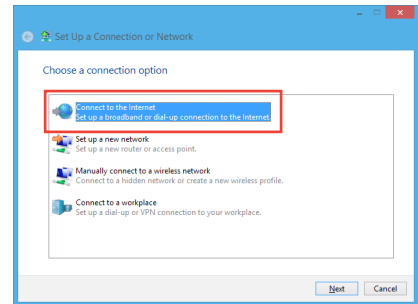 Set Up a Connection or Network
Choose a connection option
Connect to the Internet
Set up a broadband or dial-up connection to the Internet.
Set up a new network
Set up a new router or access point.
Manually connect to a wireless network
Connect to a hidden network or create a new wireless profile.
Connect to a workplace
Set up a dial-up or VPN connection to your workplace.
Next Cancel